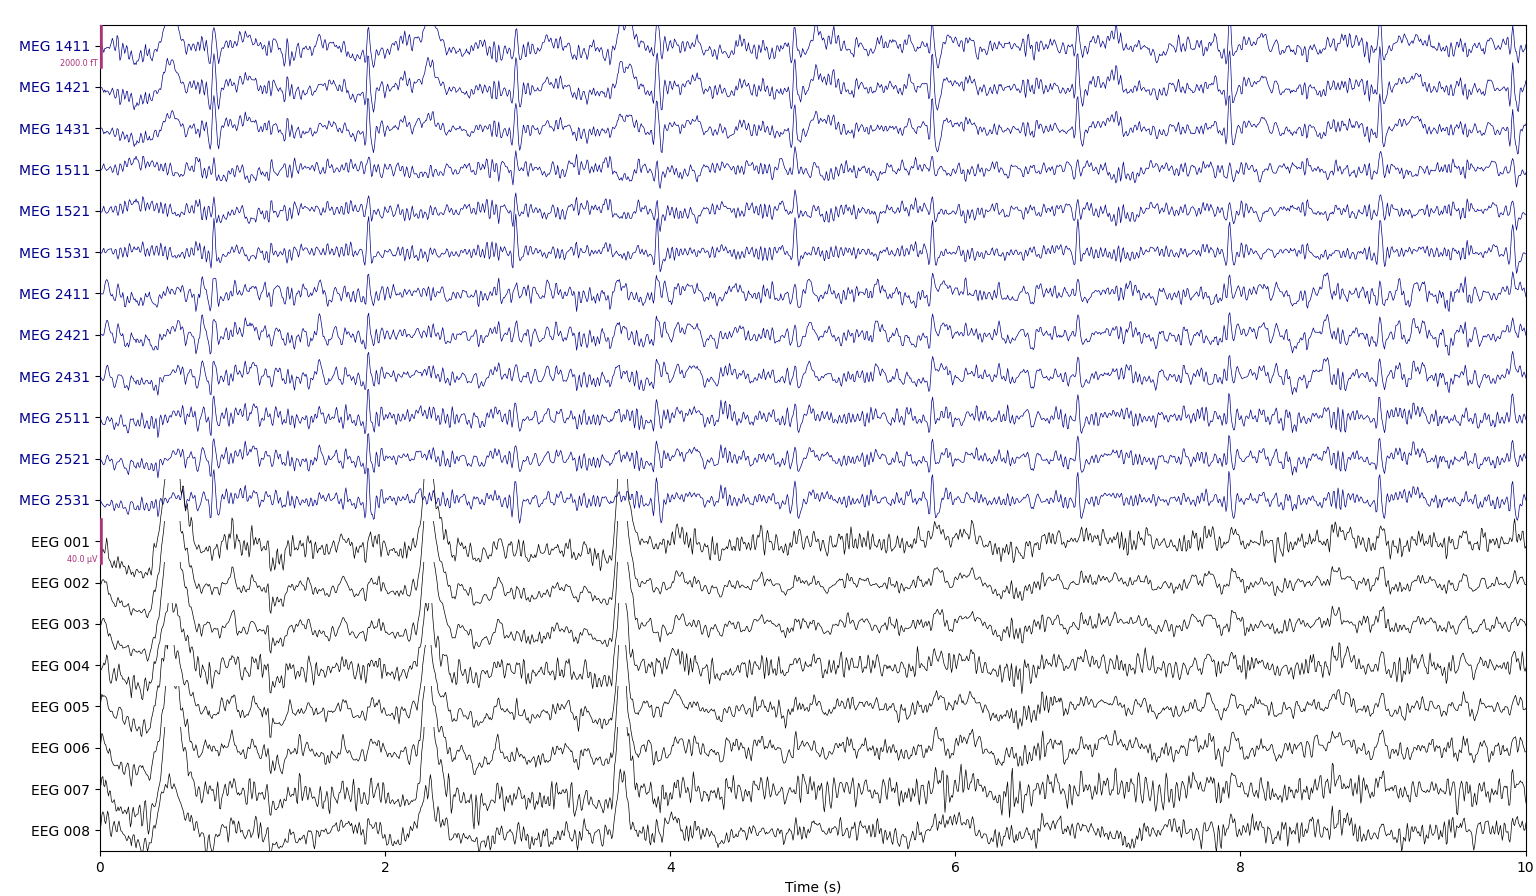 MEG 1411
2000.0 fT
MEG 1421
MEG 1431
MEG 1511
MEG 1521
MEG 1531
MEG 2411
MEG 2421
MEG 2431
MEG 2511
MEG 2521
MEG 2531
EEG 001
40.0 µV
EEG 002
EEG 003
EEG 004
EEG 005
EEG 006
EEG 007
EEG 008
0 2 4 6 8 10
Time (s)